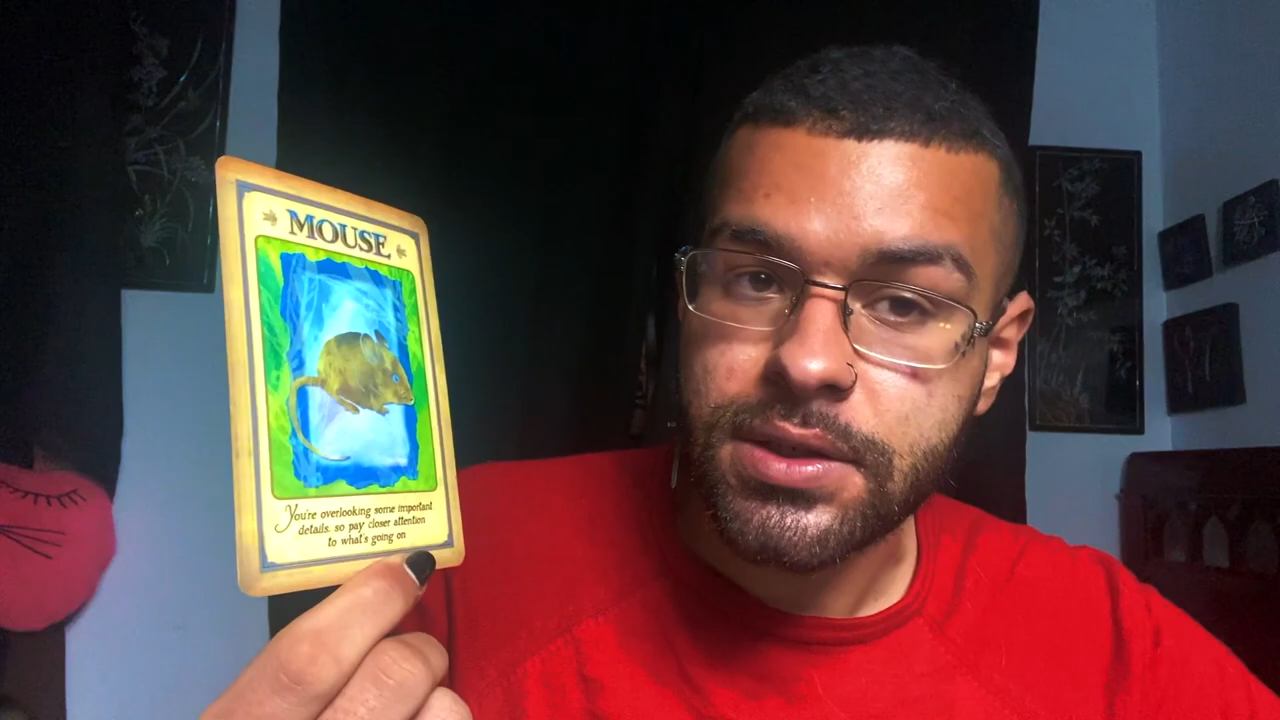 MOUSE
You're overlooking some important
details, so pay closer attention
to what's going on